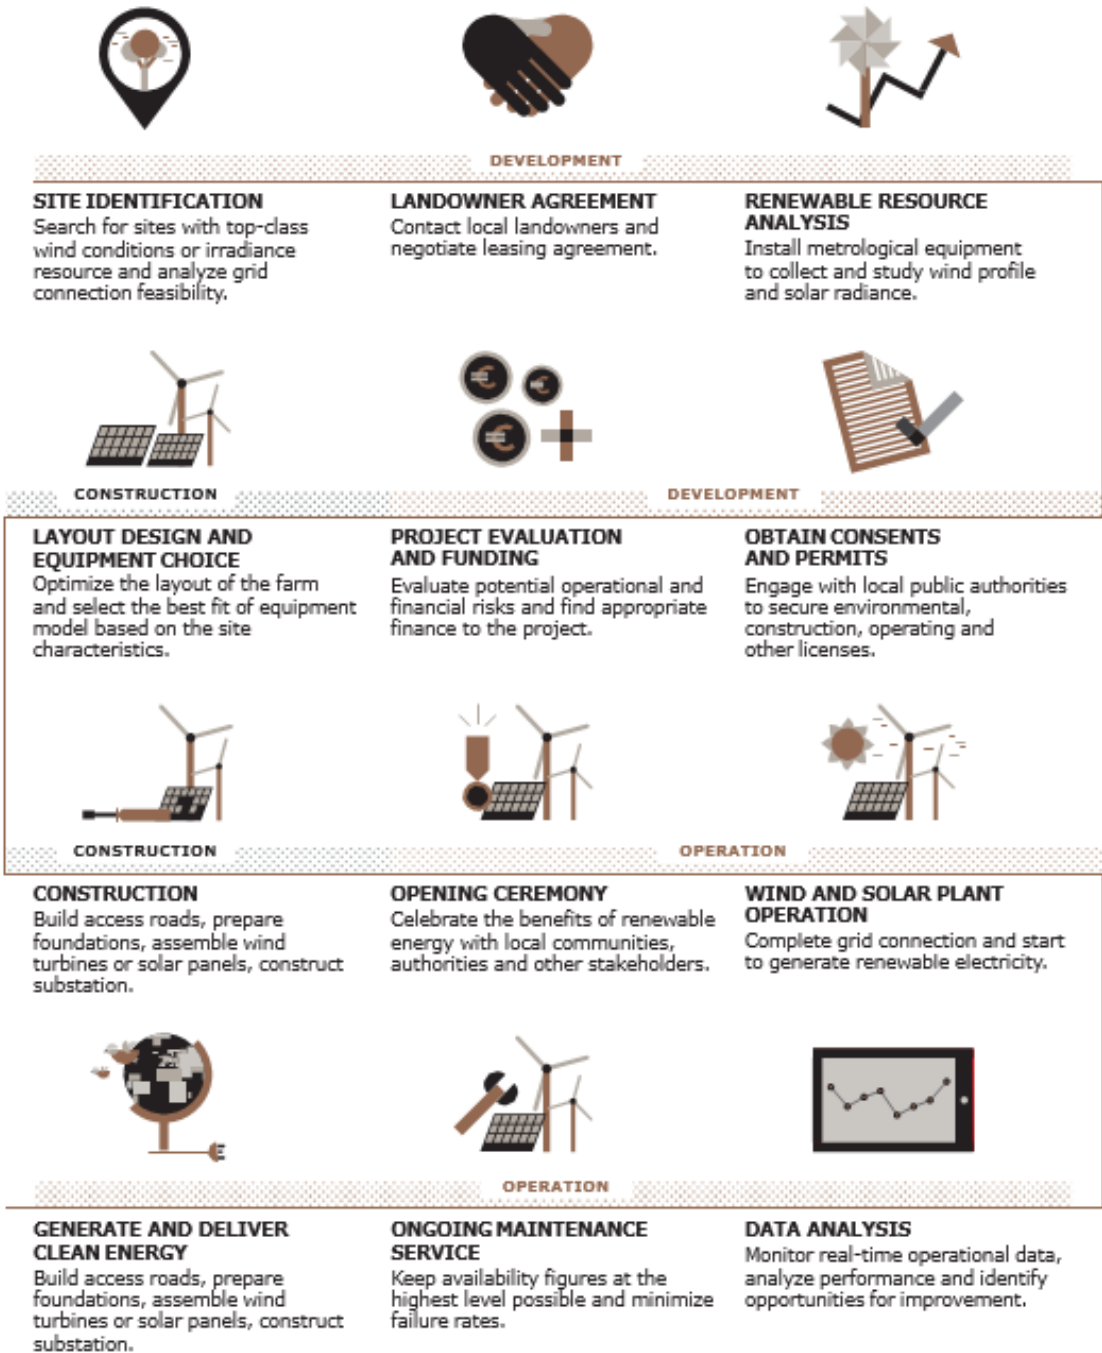 DEVELOPMENT
SITE IDENTIFICATION
Search for sites with top-class
wind conditions or irradiance
resource and analyze grid
connection feasibility.
LANDOWNER AGREEMENT
Contact local landowners and
negotiate leasing agreement.
RENEWABLE RESOURCE
ANALYSIS
Install metrological equipment
to collect and study wind profile
and solar radiance.
CONSTRUCTION
DEVELOPMENT
LAYOUT DESIGN AND
EQUIPMENT CHOICE
Optimize the layout of the farm
and select the best fit of equipment
model based on the site
characteristics.
PROJECT EVALUATION
AND FUNDING
Evaluate potential operational and
financial risks and find appropriate
finance to the project.
OBTAIN CONSENTS
AND PERMITS
Engage with local public authorities
to secure environmental,
construction, operating and
other licenses.
CONSTRUCTION
OPERATION
CONSTRUCTION
Build access roads, prepare
foundations, assemble wind
turbines or solar panels, construct
substation.
OPENING CEREMONY
Celebrate the benefits of renewable
energy with local communities,
authorities and other stakeholders.
WIND AND SOLAR PLANT
OPERATION
Complete grid connection and start
to generate renewable electricity.
OPERATION
GENERATE AND DELIVER
CLEAN ENERGY
Build access roads, prepare
foundations, assemble wind
turbines or solar panels, construct
substation.
ONGOING MAINTENANCE
SERVICE
Keep availability figures at the
highest level possible and minimize
failure rates.
DATA ANALYSIS
Monitor real-time operational data,
analyze performance and identify
opportunities for improvement.